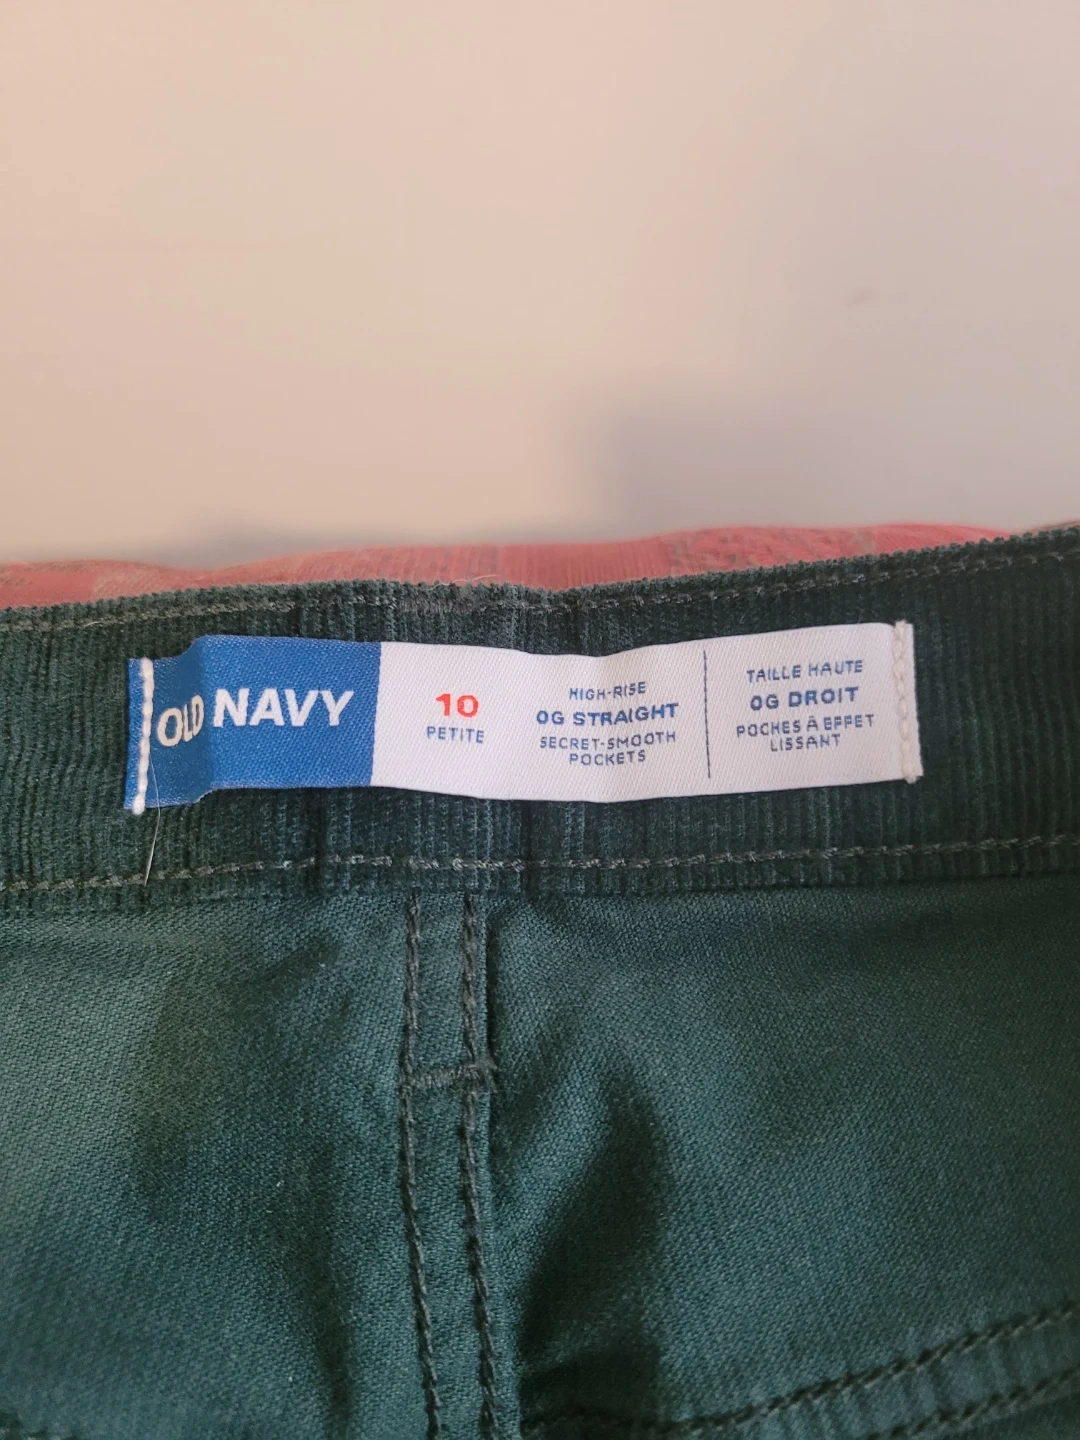 OLD NAVY
10
PETITE
HIGH-RISE
OG STRAIGHT
SECRET-SMOOTH
POCKETS
TAILLE HAUTE
OG DROIT
POCHES À EFFET
LISSANT